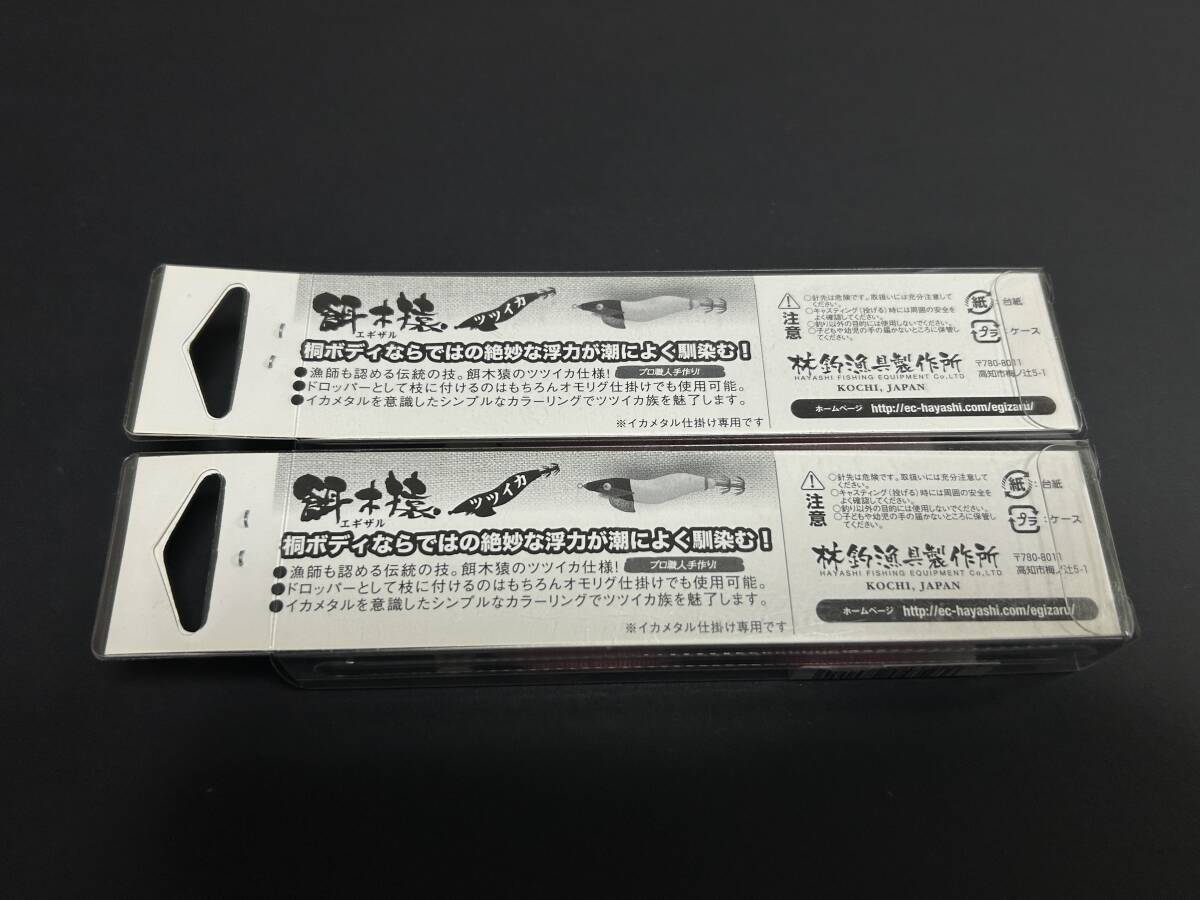 餌木猿
エギザル
ツツイカ
桐ボディならではの絶妙な浮力が潮によく馴染む！
●漁師も認める伝統の技。餌木猿のツツイカ仕様！ プロ職人手作り!
●ドロッパーとして枝に付けるのはもちろんオモリグ仕掛けでも使用可能。
●イカメタルを意識したシンプルなカラーリングでツツイカ族を魅了します。
※イカメタル仕掛け専用です
注意
○針先は危険です。取扱いには充分注意して
ください。
○キャスティング（投げる）時には周囲の安全を
よく確認してください。
○釣り以外の目的には使用しないでください。
○子どもや幼児の手の届かないところに保管し
てください。
紙：台紙
プラ：ケース
林釣漁具製作所
HAYASHI FISHING EQUIPMENT Co,.LTD
KOCHI, JAPAN
〒780-8011
高知市梅ノ辻5-1
ホームページ http://ec-hayashi.com/egizaru/
餌木猿
エギザル
ツツイカ
桐ボディならではの絶妙な浮力が潮によく馴染む！
●漁師も認める伝統の技。餌木猿のツツイカ仕様！ プロ職人手作り!
●ドロッパーとして枝に付けるのはもちろんオモリグ仕掛けでも使用可能。
●イカメタルを意識したシンプルなカラーリングでツツイカ族を魅了します。
※イカメタル仕掛け専用です
注意
○針先は危険です。取扱いには充分注意して
ください。
○キャスティング（投げる）時には周囲の安全を
よく確認してください。
○釣り以外の目的には使用しないでください。
○子どもや幼児の手の届かないところに保管し
てください。
紙：台紙
プラ：ケース
林釣漁具製作所
HAYASHI FISHING EQUIPMENT Co,.LTD
KOCHI, JAPAN
〒780-8011
高知市梅ノ辻5-1
ホームページ http://ec-hayashi.com/egizaru/